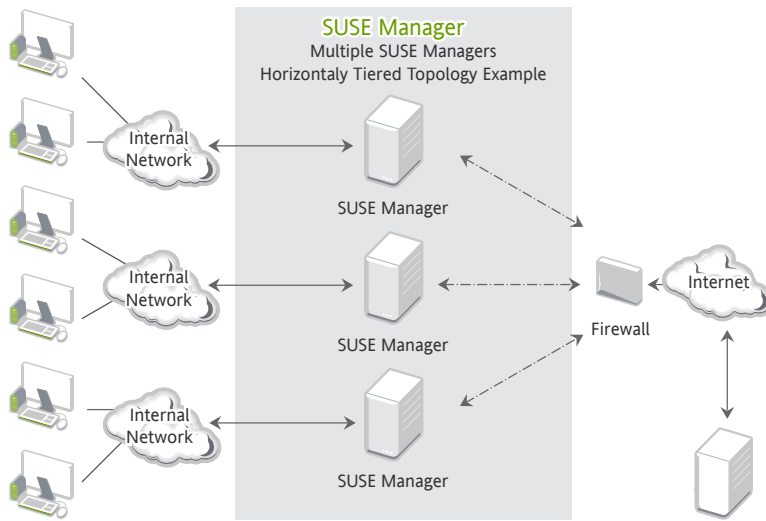 SUSE Manager
Multiple SUSE Managers
Horizontaly Tiered Topology Example
Internal
Network
SUSE Manager
Internal
Network
SUSE Manager
Internet
Firewall
Internal
Network
SUSE Manager